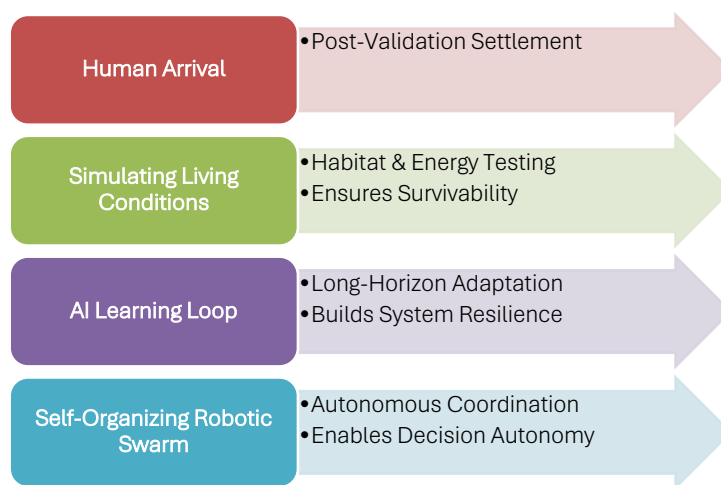 Human Arrival
•Post-Validation Settlement
Simulating Living
Conditions
•Habitat & Energy Testing
•Ensures Survivability
AI Learning Loop
•Long-Horizon Adaptation
•Builds System Resilience
Self-Organizing Robotic
Swarm
•Autonomous Coordination
•Enables Decision Autonomy